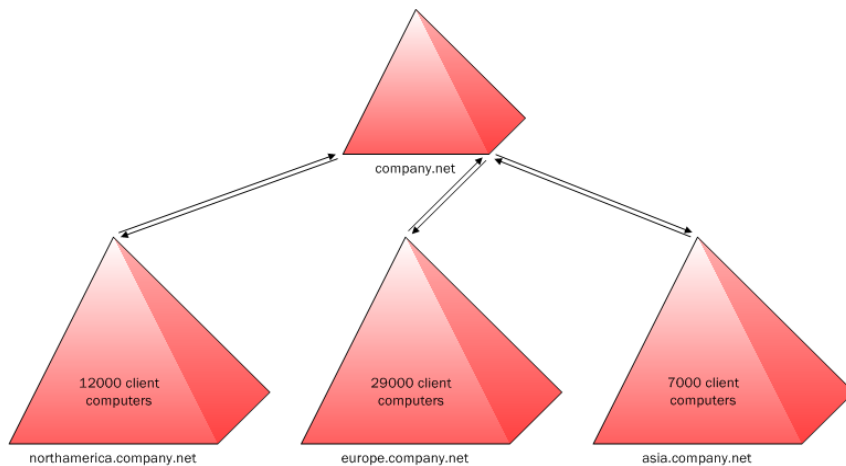 company.net
12000 client
computers
29000 client
computers
7000 client
computers
northamerica.company.net
europe.company.net
asia.company.net